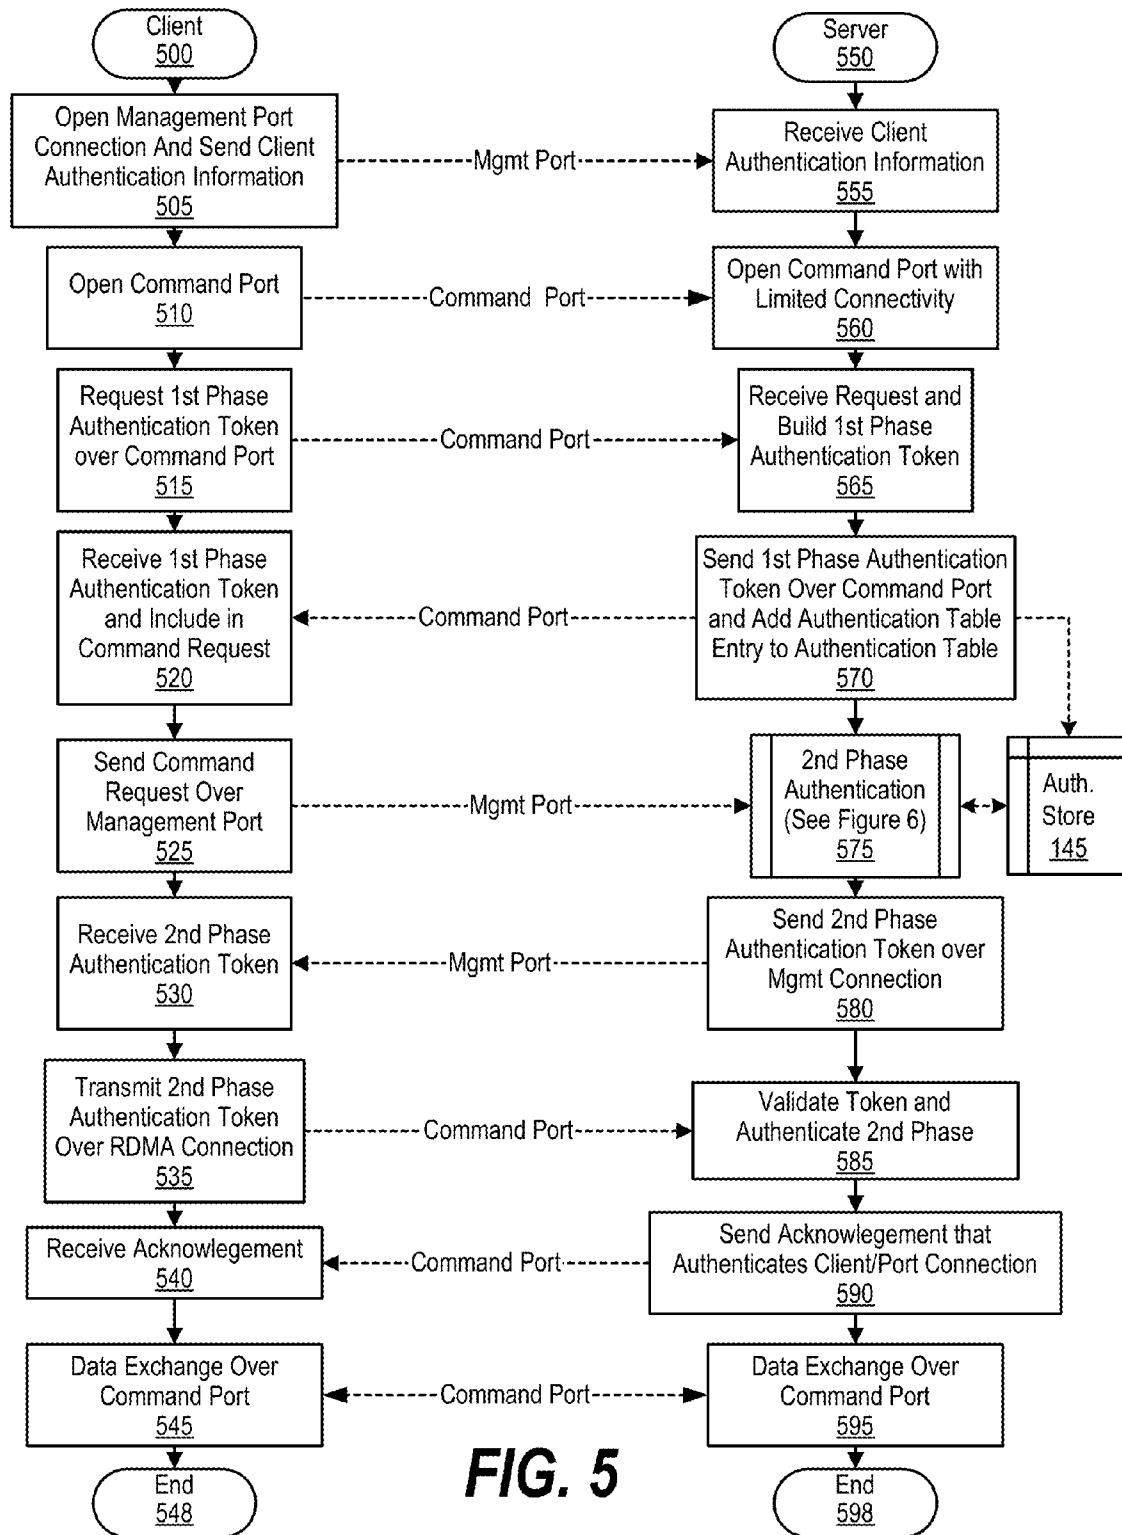 Client
500
Server
550
Open Management Port
Connection And Send Client
Authentication Information
505
Mgmt Port
Receive Client
Authentication Information
555
Open Command Port
510
Command Port
Open Command Port with
Limited Connectivity
560
Request 1st Phase
Authentication Token
over Command Port
515
Command Port
Receive Request and
Build 1st Phase
Authentication Token
565
Receive 1st Phase
Authentication Token
and Include in
Command Request
520
Command Port
Send 1st Phase Authentication
Token Over Command Port
and Add Authentication Table
Entry to Authentication Table
570
Send Command
Request Over
Management Port
525
Mgmt Port
2nd Phase
Authentication
(See Figure 6)
575
Auth.
Store
145
Receive 2nd Phase
Authentication Token
530
Mgmt Port
Send 2nd Phase
Authentication Token over
Mgmt Connection
580
Transmit 2nd Phase
Authentication Token
Over RDMA Connection
535
Command Port
Validate Token and
Authenticate 2nd Phase
585
Receive Acknowlegement
540
Command Port
Send Acknowlegement that
Authenticates Client/Port Connection
590
Data Exchange Over
Command Port
545
Command Port
Data Exchange Over
Command Port
595
End
548
FIG. 5
End
598